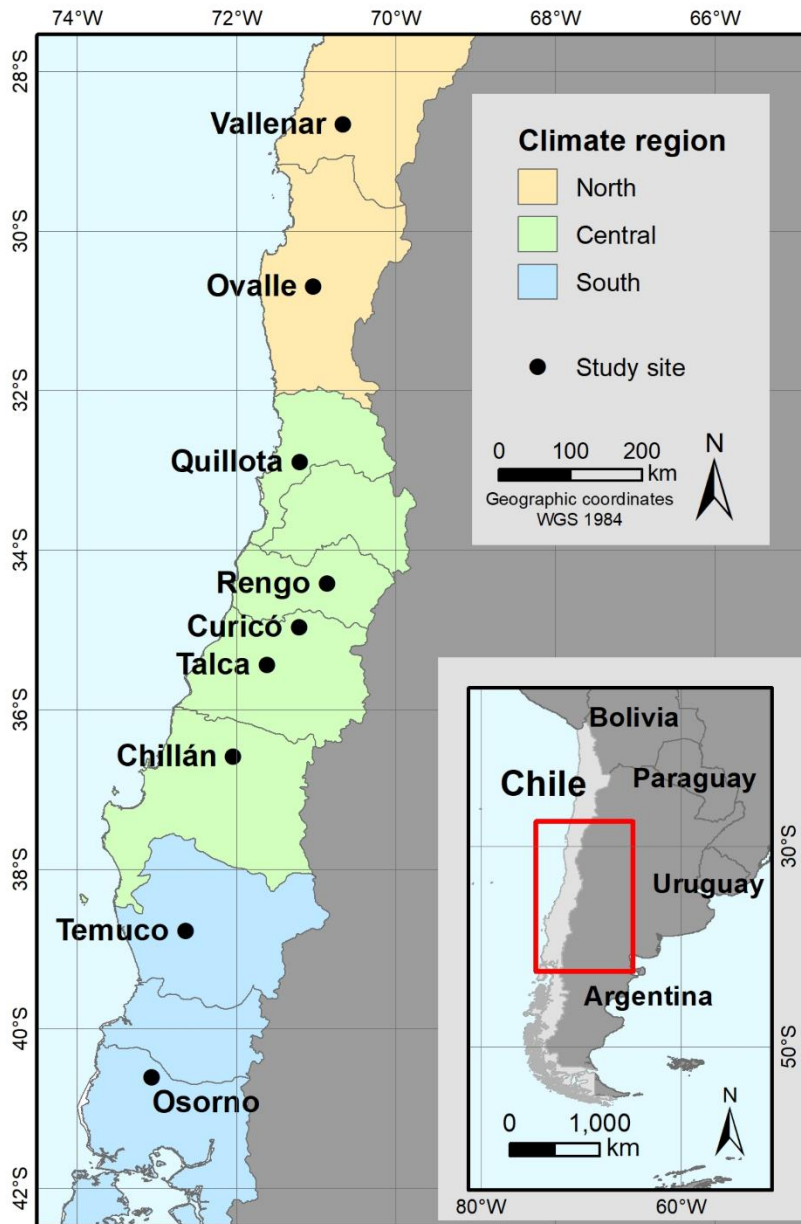 74°W 72°W 70°W 68°W 66°W
28°S
30°S
32°S
34°S
36°S
38°S
40°S
42°S
Vallenar
Ovalle
Quillota
Rengo
Curicó
Talca
Chillán
Temuco
Osorno
Climate region
North
Central
South
Study site
0 100 200
km
Geographic coordinates
WGS 1984
N
Bolivia
Chile
Paraguay
30°S
Uruguay
Argentina
50°S
N
0 1,000
km
80°W 60°W